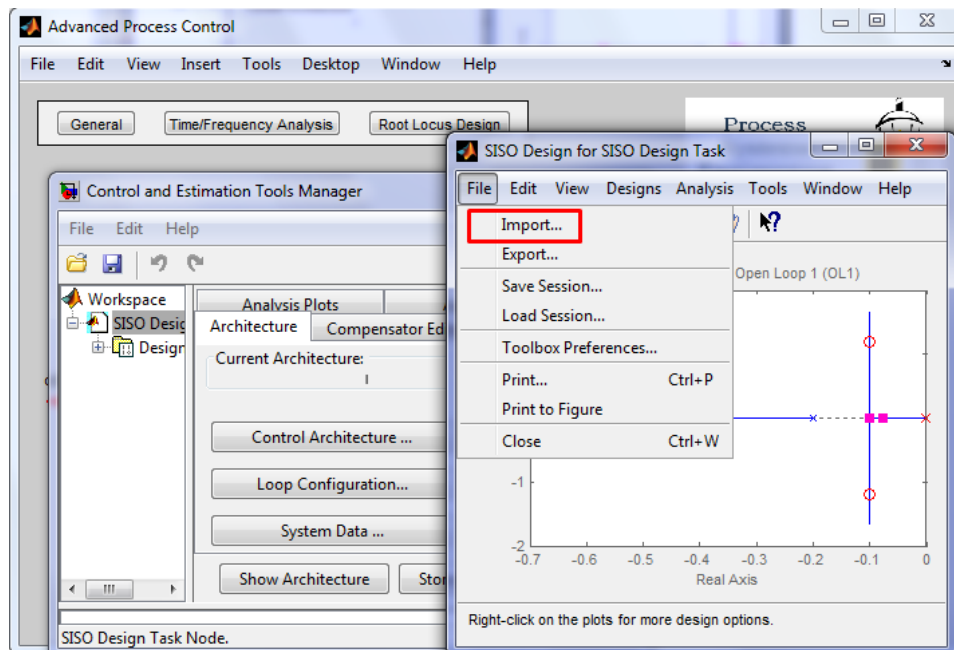 Advanced Process Control
File Edit View Insert Tools Desktop Window Help
General Time/Frequency Analysis Root Locus Design
Process
Control and Estimation Tools Manager
File Edit Help
Workspace
SISO Desig
Design
Analysis Plots
Architecture Compensator Ed
Current Architecture:
Control Architecture ...
Loop Configuration...
System Data ...
Show Architecture Stor
SISO Design Task Node.
SISO Design for SISO Design Task
File Edit View Designs Analysis Tools Window Help
Import...
Export...
Save Session...
Load Session...
Toolbox Preferences...
Print... Ctrl+P
Print to Figure
Close Ctrl+W
Open Loop 1 (OL1)
-1
-2
-0.7 -0.6 -0.5 -0.4 -0.3 -0.2 -0.1 0
Real Axis
Right-click on the plots for more design options.